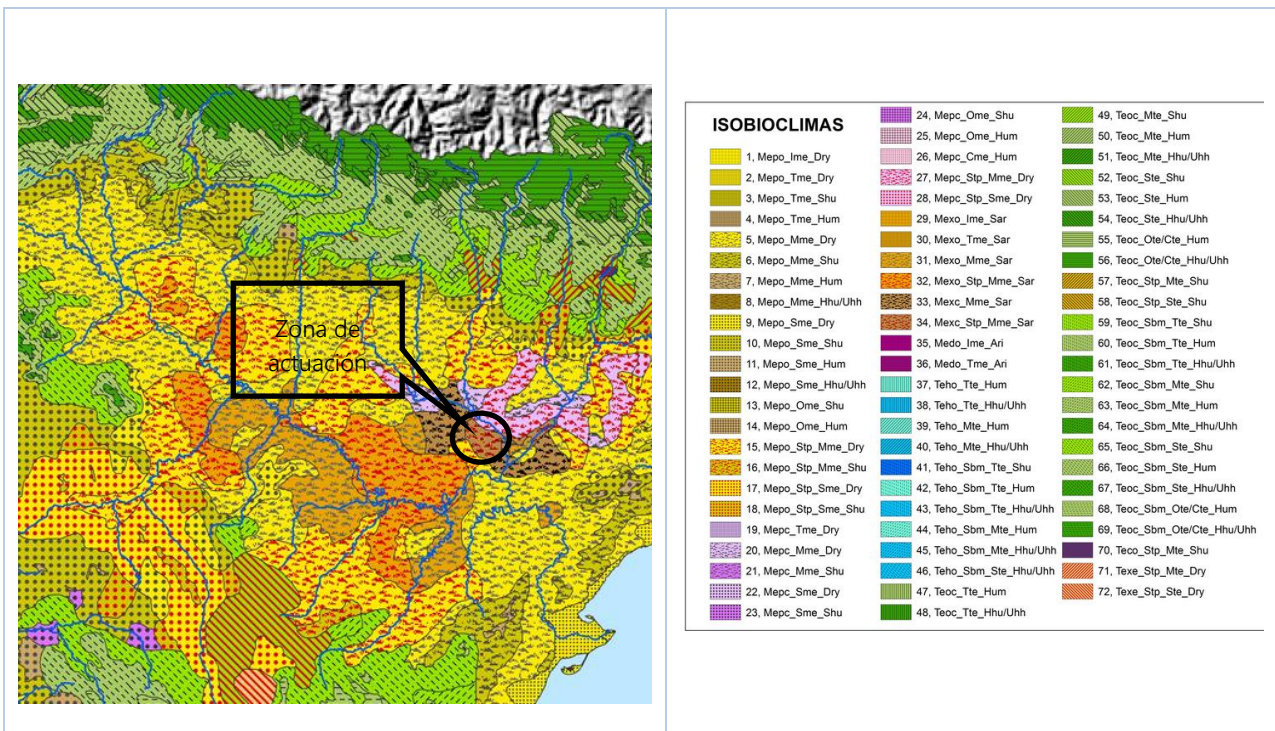 Zona de
actuación
ISOBIOCLIMAS
1, Mepo_Ime_Dry
2, Mepo_Tme_Dry
3, Mepo_Tme_Shu
4, Mepo_Tme_Hum
5, Mepo_Mme_Dry
6, Mepo_Mme_Shu
7, Mepo_Mme_Hum
8, Mepo_Mme_Hhu/Uhh
9, Mepo_Sme_Dry
10, Mepo_Sme_Shu
11, Mepo_Sme_Hum
12, Mepo_Sme_Hhu/Uhh
13, Mepo_Ome_Shu
14, Mepo_Ome_Hum
15, Mepo_Stp_Mme_Dry
16, Mepo_Stp_Mme_Shu
17, Mepo_Stp_Sme_Dry
18, Mepo_Stp_Sme_Shu
19, Mepc_Tme_Dry
20, Mepc_Mme_Dry
21, Mepc_Mme_Shu
22, Mepc_Sme_Dry
23, Mepc_Sme_Shu
24, Mepc_Ome_Shu
25, Mepc_Ome_Hum
26, Mepc_Cme_Hum
27, Mepc_Stp_Mme_Dry
28, Mepc_Stp_Sme_Dry
29, Mexo_Ime_Sar
30, Mexo_Tme_Sar
31, Mexo_Mme_Sar
32, Mexo_Stp_Mme_Sar
33, Mexc_Mme_Sar
34, Mexc_Stp_Mme_Sar
35, Medo_Ime_Ari
36, Medo_Tme_Ari
37, Teho_Tte_Hum
38, Teho_Tte_Hhu/Uhh
39, Teho_Mte_Hum
40, Teho_Mte_Hhu/Uhh
41, Teho_Sbm_Tte_Shu
42, Teho_Sbm_Tte_Hum
43, Teho_Sbm_Tte_Hhu/Uhh
44, Teho_Sbm_Mte_Hum
45, Teho_Sbm_Mte_Hhu/Uhh
46, Teho_Sbm_Ste_Hhu/Uhh
47, Teoc_Tte_Hum
48, Teoc_Tte_Hhu/Uhh
49, Teoc_Mte_Shu
50, Teoc_Mte_Hum
51, Teoc_Mte_Hhu/Uhh
52, Teoc_Ste_Shu
53, Teoc_Ste_Hum
54, Teoc_Ste_Hhu/Uhh
55, Teoc_Ote/Cte_Hum
56, Teoc_Ote/Cte_Hhu/Uhh
57, Teoc_Stp_Mte_Shu
58, Teoc_Stp_Ste_Shu
59, Teoc_Sbm_Tte_Shu
60, Teoc_Sbm_Tte_Hum
61, Teoc_Sbm_Tte_Hhu/Uhh
62, Teoc_Sbm_Mte_Shu
63, Teoc_Sbm_Mte_Hum
64, Teoc_Sbm_Mte_Hhu/Uhh
65, Teoc_Sbm_Ste_Shu
66, Teoc_Sbm_Ste_Hum
67, Teoc_Sbm_Ste_Hhu/Uhh
68, Teoc_Sbm_Ote/Cte_Hum
69, Teoc_Sbm_Ote/Cte_Hhu/Uhh
70, Teco_Stp_Mte_Shu
71, Texe_Stp_Mte_Dry
72, Texe_Stp_Ste_Dry